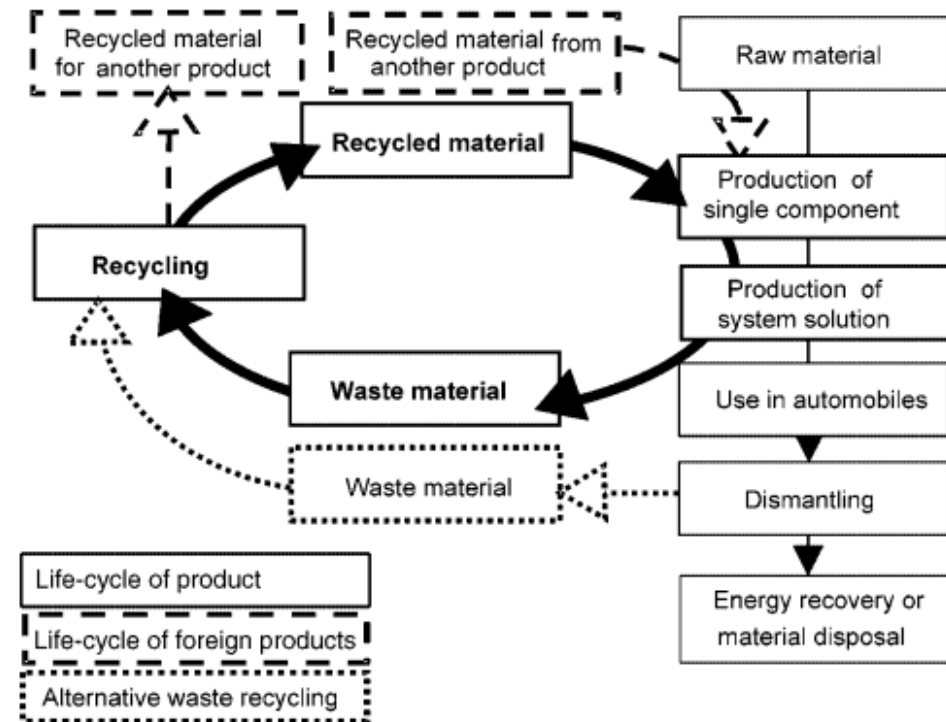 Recycled material
for another product
Recycled material from
another product
Raw material
Recycled material
Production of
single component
Recycling
Production of
system solution
Waste material
Use in automobiles
Waste material
Dismantling
Life-cycle of product
Energy recovery or
material disposal
Life-cycle of foreign products
Alternative waste recycling